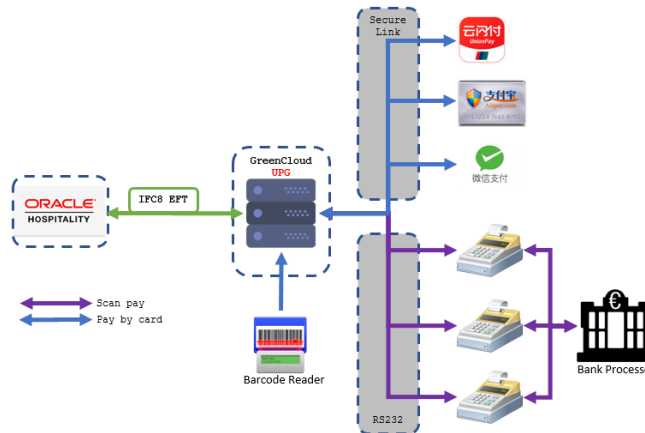 Secure
Link
云闪付
UnionPay
支付宝
Alipay.com
微信支付
GreenCloud
UPG
IFC8 EFT
ORACLE
HOSPITALITY
Scan pay
Pay by card
Barcode Reader
RS232
€
Bank Processe